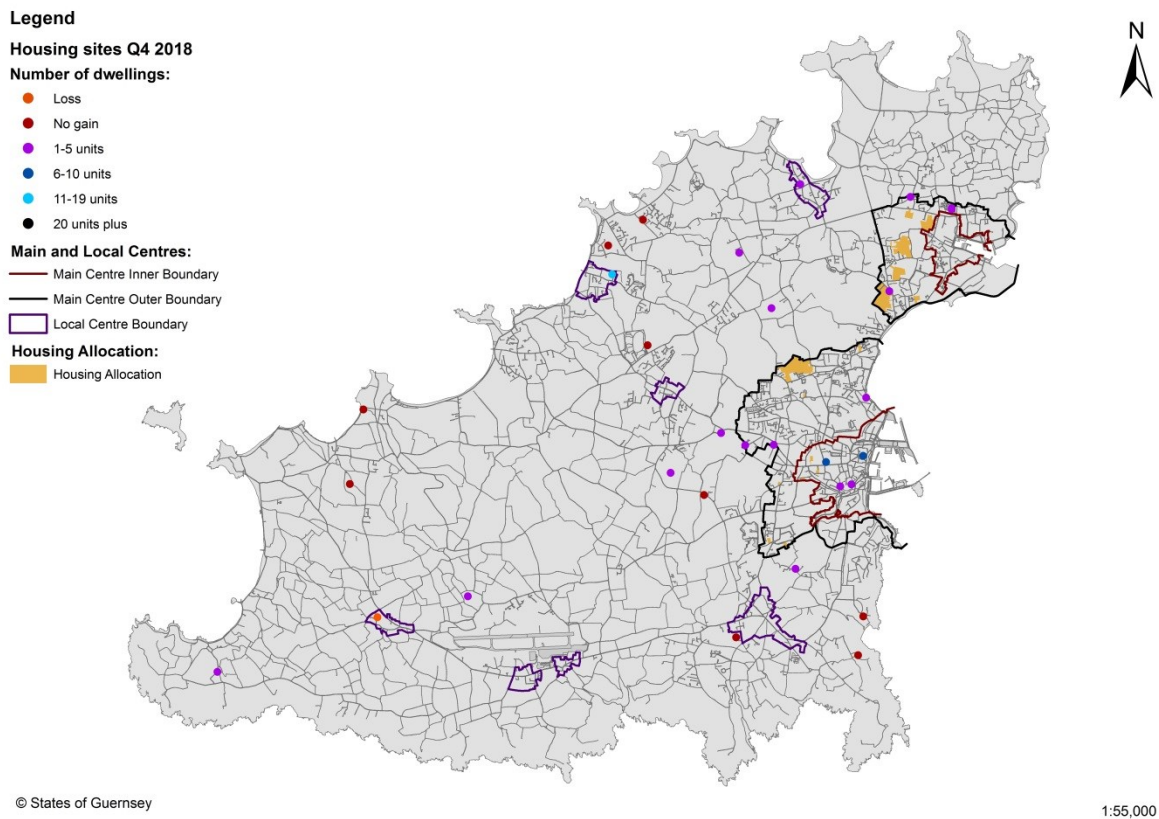 Legend
Housing sites Q4 2018
Number of dwellings:
Loss
No gain
1-5 units
6-10 units
11-19 units
20 units plus
Main and Local Centres:
Main Centre Inner Boundary
Main Centre Outer Boundary
Local Centre Boundary
Housing Allocation:
Housing Allocation
N
© States of Guernsey
1:55,000